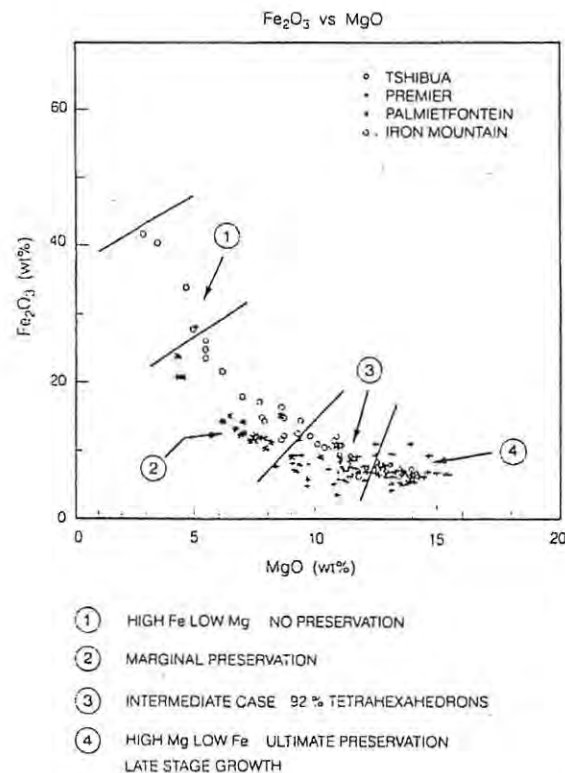 Fe₂O₃ vs MgO
TSHIBUA
PREMIER
PALMIETFONTEIN
IRON MOUNTAIN
60
40
20
0
Fe₂O₃ (wt%)
1
2
3
4
0
5
10
15
20
MgO (wt%)
1 HIGH Fe LOW Mg NO PRESERVATION
2 MARGINAL PRESERVATION
3 INTERMEDIATE CASE 92 % TETRAHEXAHEDRONS
4 HIGH Mg LOW Fe ULTIMATE PRESERVATION
LATE STAGE GROWTH